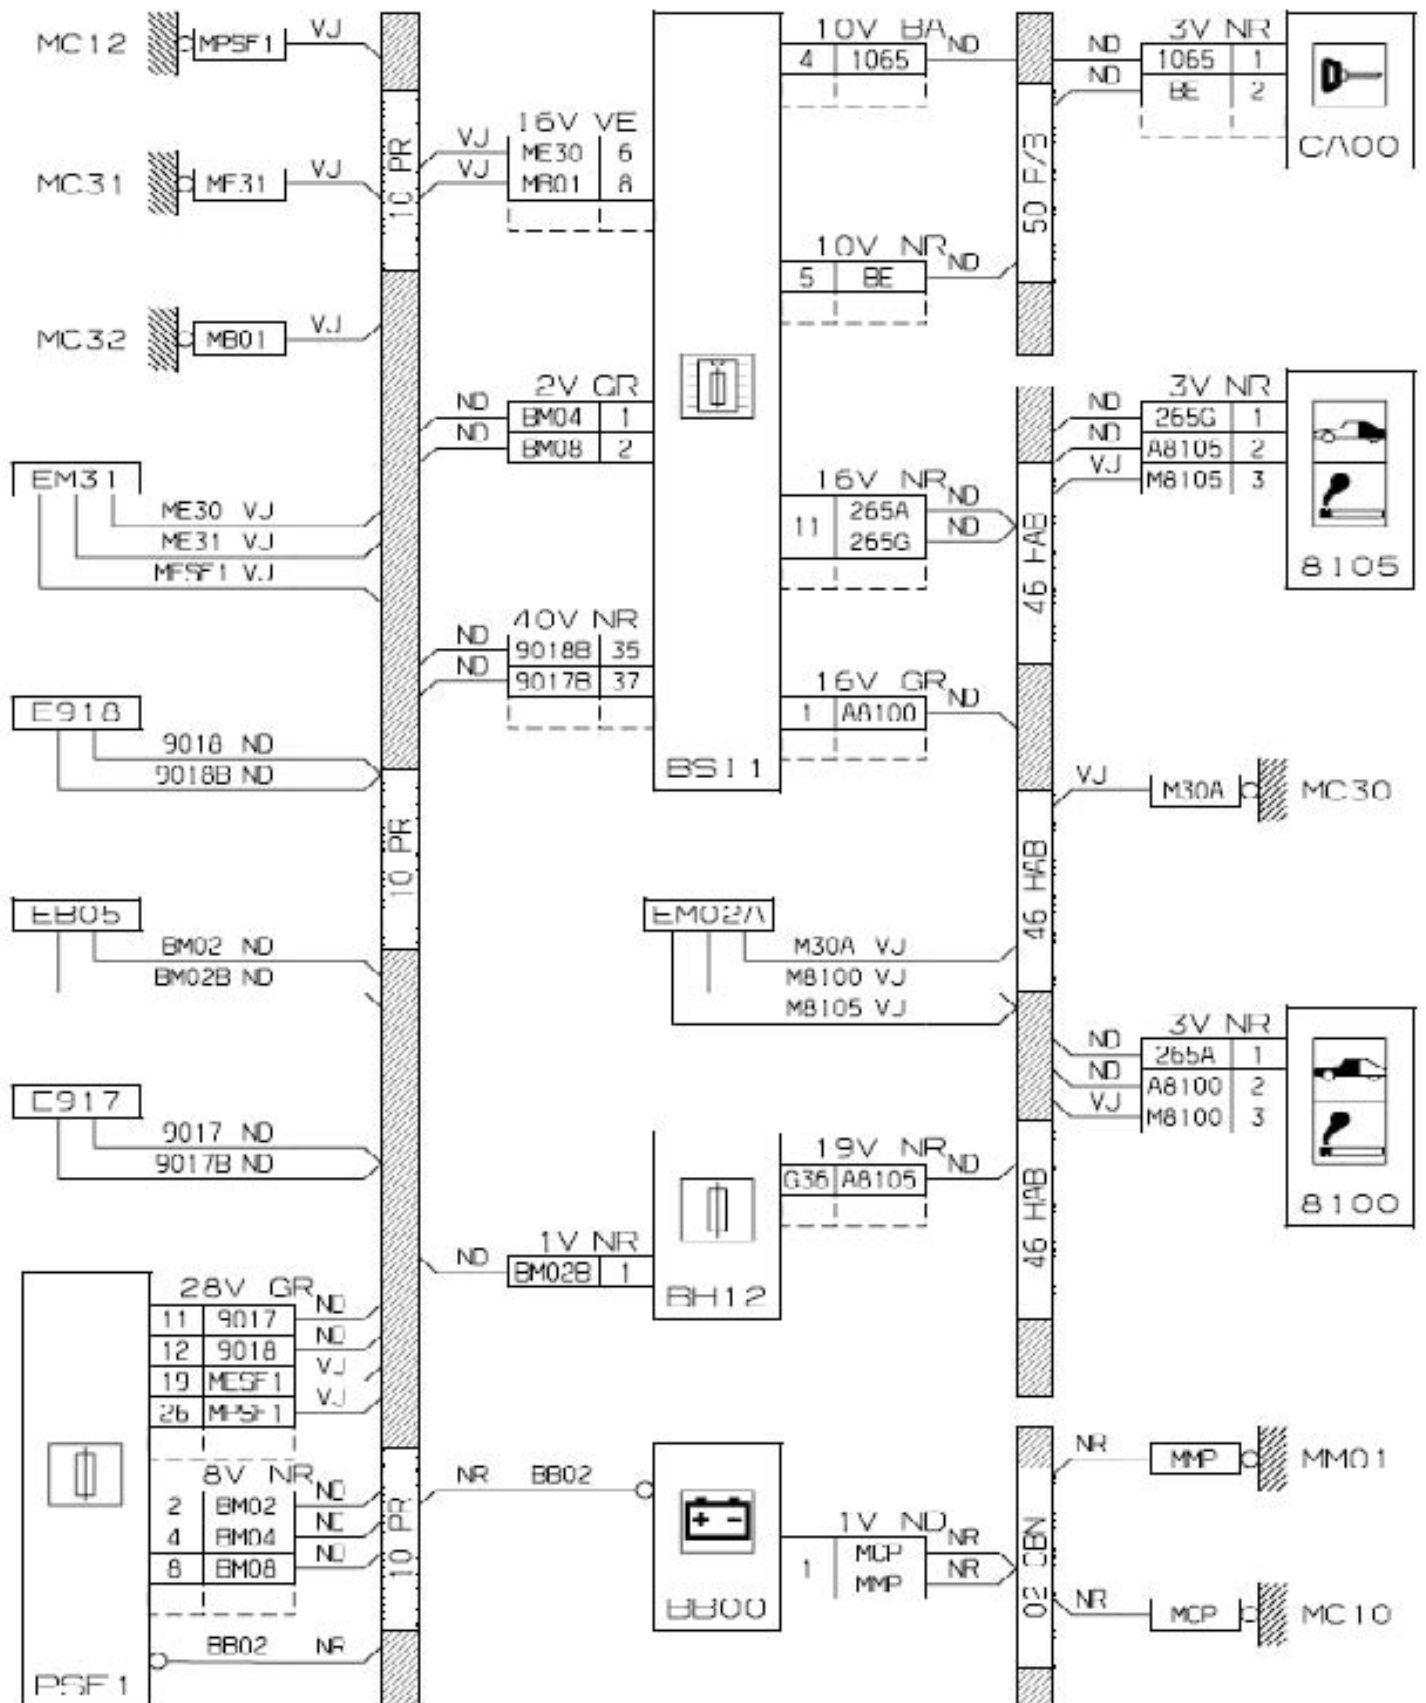 MC12
MPSF1
VJ
10V BA
4 1065
ND
ND
3V NR
1065 1
ND
BE 2
CA00
16V VE
VJ
ME30 6
VJ
MB01 8
10 PR
MC31
ME31
VJ
50 P/B
10V NR
5 BE
ND
MC32
MB01
VJ
2V GR
ND
BM04 1
ND
BM08 2
3V NR
ND
265G 1
ND
A8105 2
VJ
M8105 3
8105
EM31
ME30 VJ
ME31 VJ
MESF1 VJ
16V NR
11
265A
ND
265G
ND
46 HAB
40V NR
ND
9018B 35
ND
9017B 37
16V GR
1 A8100
ND
BSI1
E918
9018 ND
9018B ND
10 PR
VJ
M30A
MC30
46 HAB
EB05
BM02 ND
BM02B ND
EM02A
M30A VJ
M8100 VJ
M8105 VJ
3V NR
ND
265A 1
ND
A8100 2
VJ
M8100 3
8100
E917
9017 ND
9017B ND
19V NR
G36 A8105
ND
46 HAB
1V NR
ND
BM02B 1
BH12
28V GR
11 9017
ND
12 9018
ND
19 MESF1
VJ
26 MPSF1
VJ
8V NR
2 BM02
ND
4 BM04
ND
8 BM08
ND
BB02 NR
PSF1
10 PR
NR BB02
BB00
1V ND
1
MCP
NR
MMP
NR
02 CBN
NR
MMP
MM01
NR
MCP
MC10